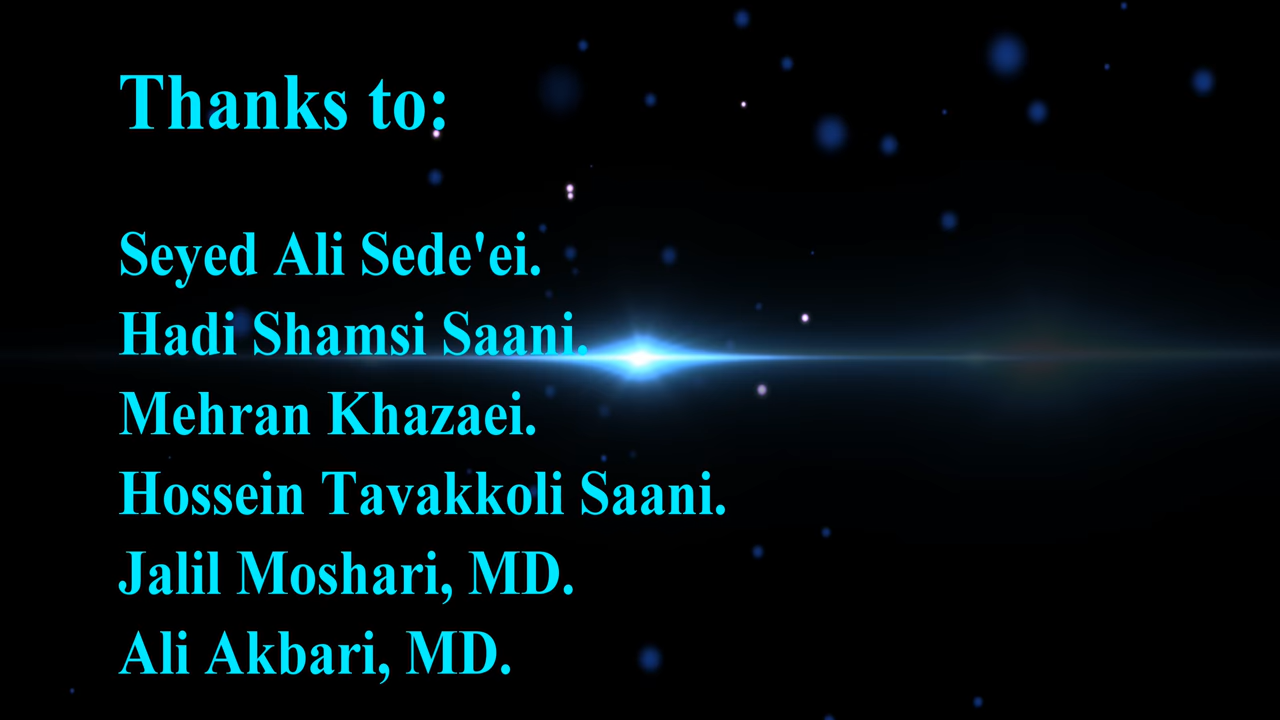 Thanks to:
Seyed Ali Sede'ei.
Hadi Shamsi Saani.
Mehran Khazaei.
Hossein Tavakkoli Saani.
Jalil Moshari, MD.
Ali Akbari, MD.